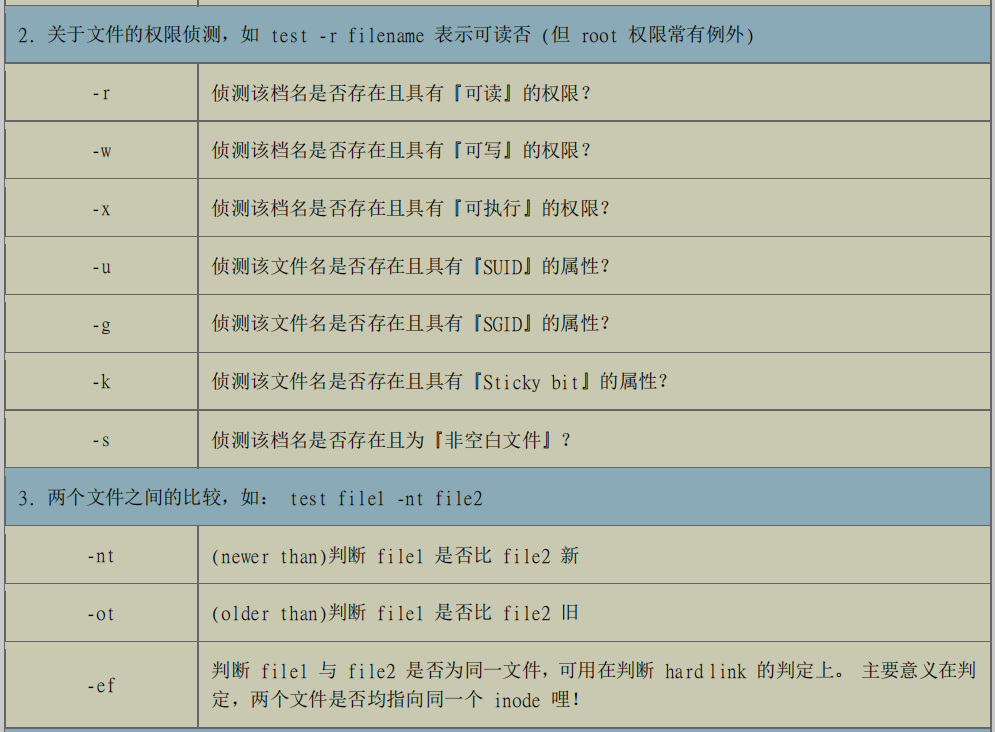 2. 关于文件的权限侦测，如 test -r filename 表示可读否 (但 root 权限常有例外)
-r 侦测该档名是否存在且具有『可读』的权限？
-w 侦测该档名是否存在且具有『可写』的权限？
-x 侦测该档名是否存在且具有『可执行』的权限？
-u 侦测该文件名是否存在且具有『SUID』的属性？
-g 侦测该文件名是否存在且具有『SGID』的属性？
-k 侦测该文件名是否存在且具有『Sticky bit』的属性？
-s 侦测该档名是否存在且为『非空白文件』？
3. 两个文件之间的比较，如： test file1 -nt file2
-nt (newer than)判断 file1 是否比 file2 新
-ot (older than)判断 file1 是否比 file2 旧
-ef 判断 file1 与 file2 是否为同一文件，可用在判断 hard link 的判定上。 主要意义在判
定，两个文件是否均指向同一个 inode 哩！